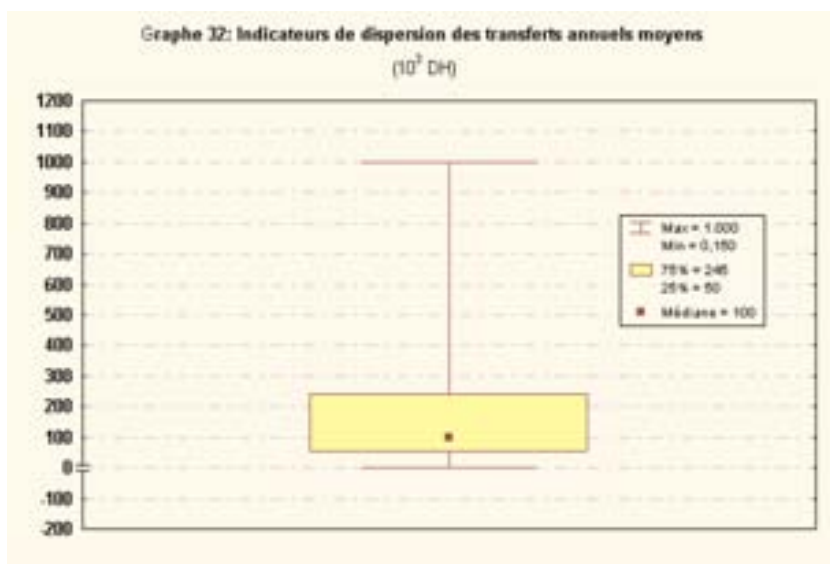 Graphe 32: Indicateurs de dispersion des transferts annuels moyens
(10³ DH)
1200
1100
1000
900
800
700
600
500
400
300
200
100
0
-100
-200
Max = 1.000
Min = 0,150
75% = 245
25% = 50
Médiane = 100